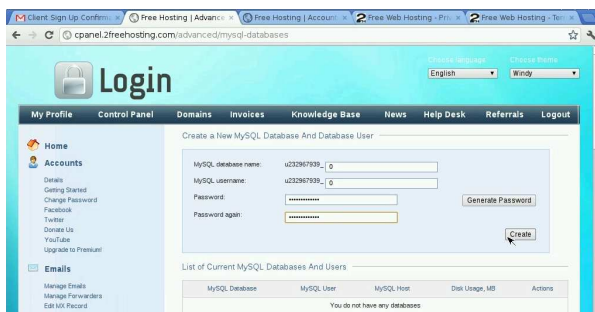 Client Sign Up Confirm
Free Hosting | Advance
Free Hosting | Account
Free Web Hosting - Priv
Free Web Hosting - Ter
cpanel.2freehosting.com/advanced/mysql-databases
Choose language
Choose theme
English
Windy
Login
My Profile Control Panel Domains Invoices Knowledge Base News Help Desk Referrals Logout
Create a New MySQL Database And Database User
Home
Accounts
Details
Getting Started
Change Password
Facebook
Twitter
Donate Us
YouTube
Upgrade to Premium!
Emails
Manage Emails
Manage Forwarders
Edit MX Record
MySQL database name: u232967939_ 0
MySQL username: u232967939_ 0
Password: *************
Generate Password
Password again: *************
Create
List of Current MySQL Databases And Users
MySQL Database MySQL User MySQL Host Disk Usage, MB Actions
You do not have any databases